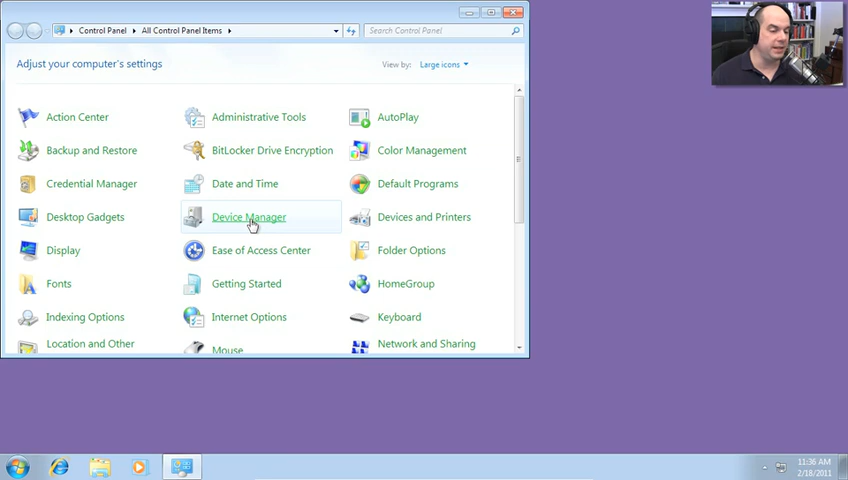 Control Panel
All Control Panel Items
Search Control Panel
Adjust your computer's settings
View by: Large icons
Action Center
Administrative Tools
AutoPlay
Backup and Restore
BitLocker Drive Encryption
Color Management
Credential Manager
Date and Time
Default Programs
Desktop Gadgets
Device Manager
Devices and Printers
Display
Ease of Access Center
Folder Options
Fonts
Getting Started
HomeGroup
Indexing Options
Internet Options
Keyboard
Location and Other
Mouse
Network and Sharing
11:36 AM
2/18/2011